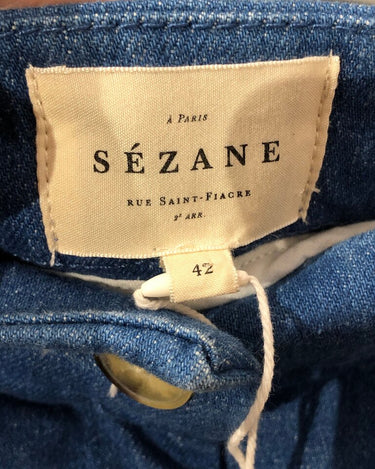 À PARIS
SÉZANE
RUE SAINT-FIACRE
2ᵉ ARR.
42